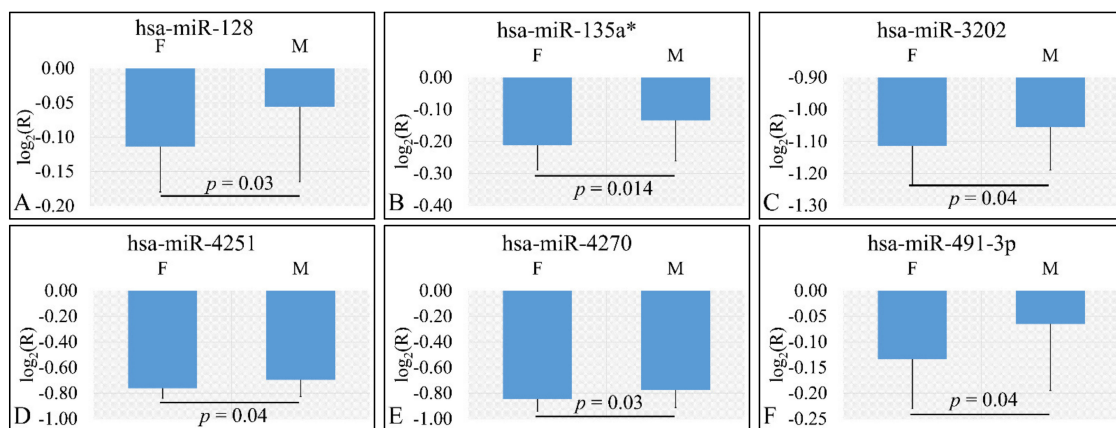 hsa-miR-128
F M
log₂(R)
0.00
-0.05
-0.10
-0.15
-0.20
p = 0.03
A
hsa-miR-135a*
F M
log₂(R)
0.00
-0.10
-0.20
-0.30
-0.40
p = 0.014
B
hsa-miR-3202
F M
log₂(R)
-0.90
-1.00
-1.10
-1.20
-1.30
p = 0.04
C
hsa-miR-4251
F M
log₂(R)
0.00
-0.20
-0.40
-0.60
-0.80
-1.00
p = 0.04
D
hsa-miR-4270
F M
log₂(R)
0.00
-0.20
-0.40
-0.60
-0.80
-1.00
p = 0.03
E
hsa-miR-491-3p
F M
log₂(R)
0.00
-0.05
-0.10
-0.15
-0.20
-0.25
p = 0.04
F